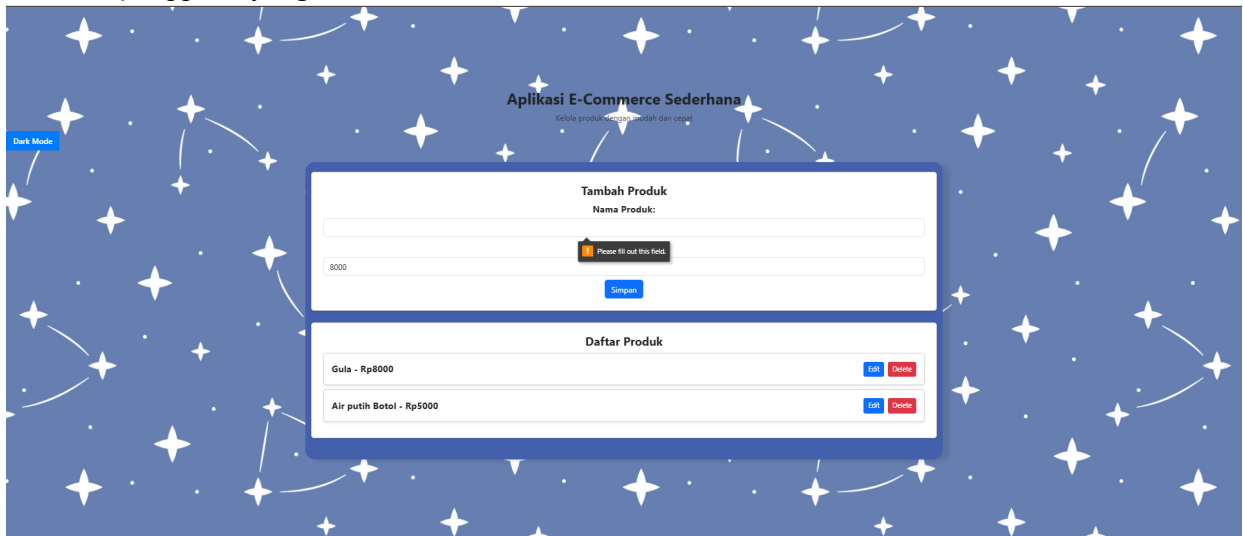 Aplikasi E-Commerce Sederhana
Kelola produk dengan mudah dan cepat
Dark Mode
Tambah Produk
Nama Produk:
Please fill out this field.
8000
Simpan
Daftar Produk
Gula - Rp8000
Edit Delete
Air putih Botol - Rp5000
Edit Delete